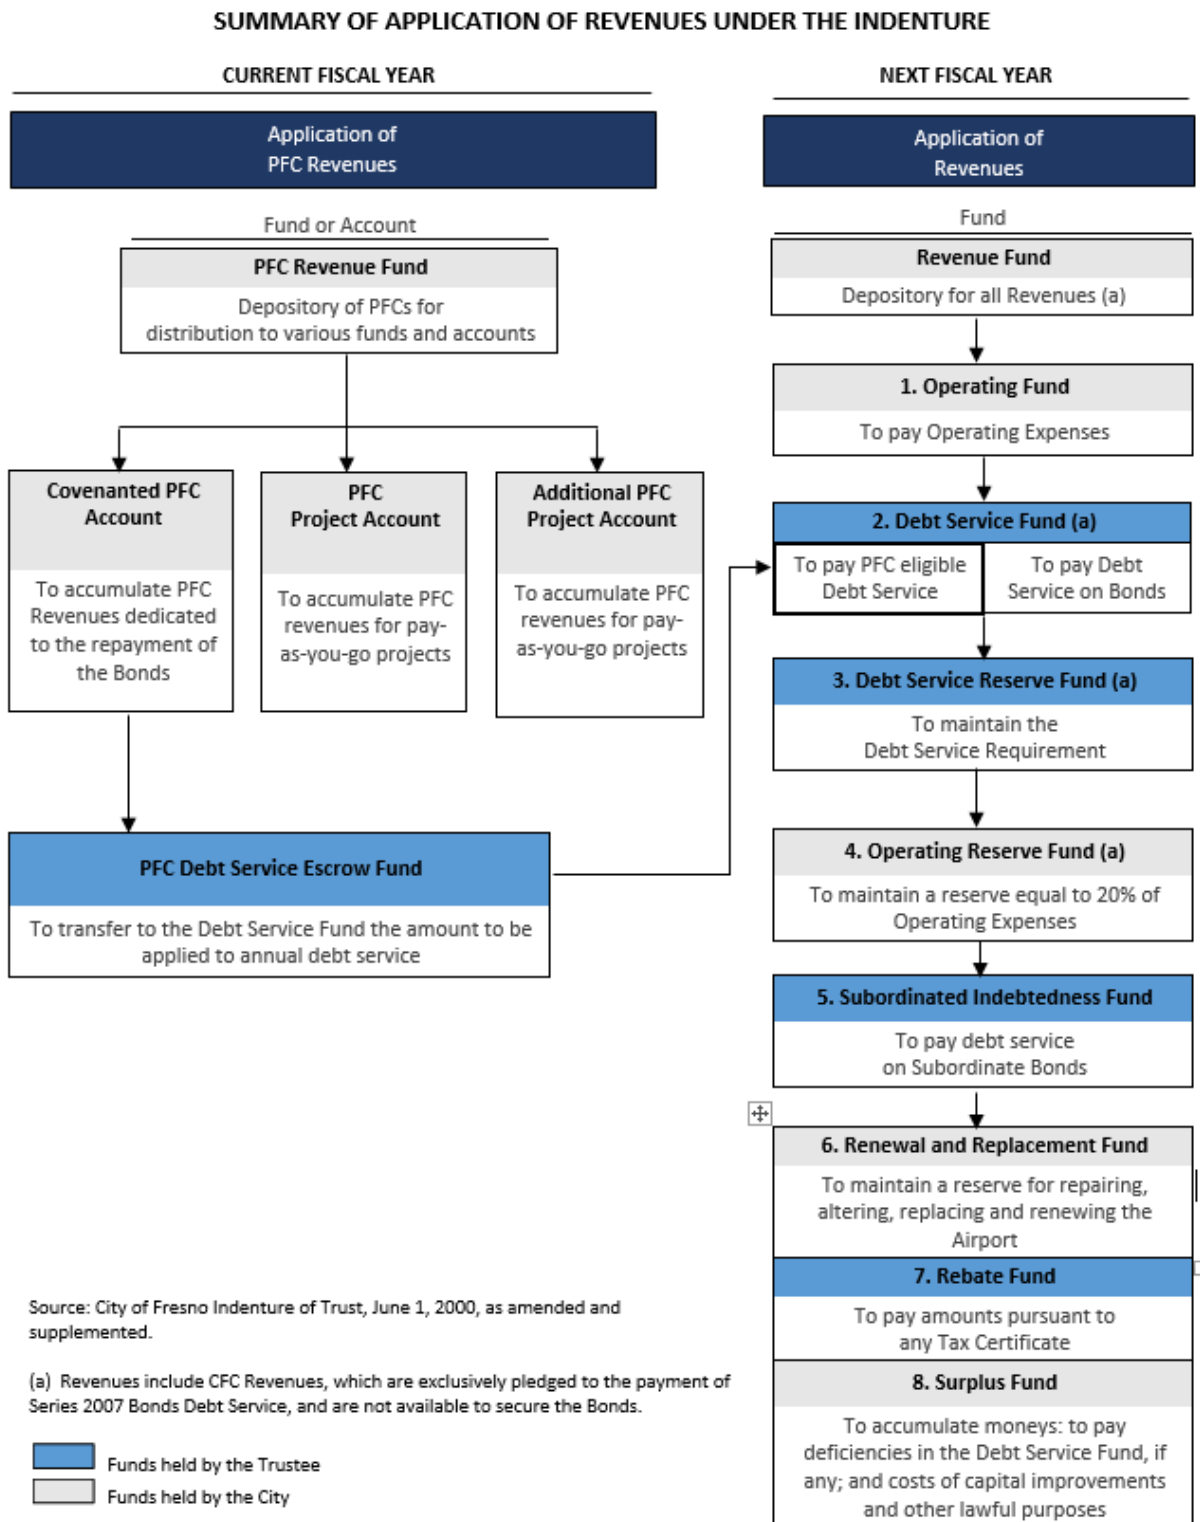 SUMMARY OF APPLICATION OF REVENUES UNDER THE INDENTURE
CURRENT FISCAL YEAR
Application of
PFC Revenues
Fund or Account
PFC Revenue Fund
Depository of PFCs for
distribution to various funds and accounts
Covenanted PFC
Account
To accumulate PFC
Revenues dedicated
to the repayment of
the Bonds
PFC
Project Account
To accumulate PFC
revenues for pay-
as-you-go projects
Additional PFC
Project Account
To accumulate PFC
revenues for pay-
as-you-go projects
PFC Debt Service Escrow Fund
To transfer to the Debt Service Fund the amount to be
applied to annual debt service
NEXT FISCAL YEAR
Application of
Revenues
Fund
Revenue Fund
Depository for all Revenues (a)
1. Operating Fund
To pay Operating Expenses
2. Debt Service Fund (a)
To pay PFC eligible
Debt Service
To pay Debt
Service on Bonds
3. Debt Service Reserve Fund (a)
To maintain the
Debt Service Requirement
4. Operating Reserve Fund (a)
To maintain a reserve equal to 20% of
Operating Expenses
5. Subordinated Indebtedness Fund
To pay debt service
on Subordinate Bonds
6. Renewal and Replacement Fund
To maintain a reserve for repairing,
altering, replacing and renewing the
Airport
7. Rebate Fund
To pay amounts pursuant to
any Tax Certificate
8. Surplus Fund
To accumulate moneys: to pay
deficiencies in the Debt Service Fund, if
any; and costs of capital improvements
and other lawful purposes
Source: City of Fresno Indenture of Trust, June 1, 2000, as amended and
supplemented.
(a) Revenues include CFC Revenues, which are exclusively pledged to the payment of
Series 2007 Bonds Debt Service, and are not available to secure the Bonds.
Funds held by the Trustee
Funds held by the City